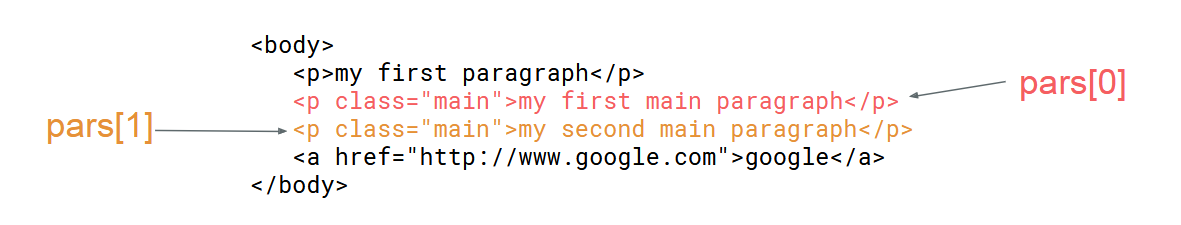 <body>
<p>my first paragraph</p>
<p class="main">my first main paragraph</p>
pars[0]
pars[1]
<p class="main">my second main paragraph</p>
<a href="http://www.google.com">google</a>
</body>